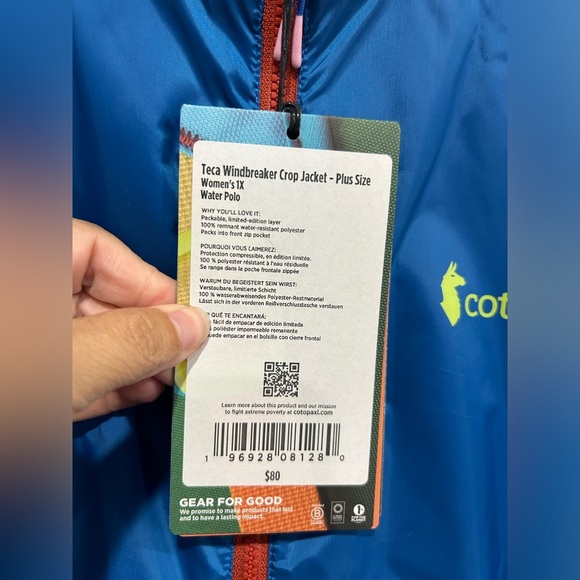 Teca Windbreaker Crop Jacket - Plus Size
Women's 1X
Water Polo
WHY YOU'LL LOVE IT:
Packable, limited-edition layer
100% remnant water-resistant polyester
Packs into front zip pocket
POURQUOI VOUS L'AIMEREZ:
Protection compressible, en édition limitée.
100 % polyester résistant à l'eau résiduelle
Se range dans la poche frontale zippée
WARUM DU BEGEISTERT SEIN WIRST:
Verstaubare, limitierte Schicht
100 % wasserabweisendes Polyester-Restmaterial
Lässt sich in der vorderen Reißverschlusstasche verstauen
QUÉ TE ENCANTARÁ:
fácil de empacar de edición limitada
poliéster impermeable remanente
uede empacar en el bolsillo con cierre frontal
Learn more about this product and our mission
to fight extreme poverty at cotopaxi.com
1 96928 08128 0
$80
GEAR FOR GOOD
We promise to make products that last
and to have a lasting impact.
cot